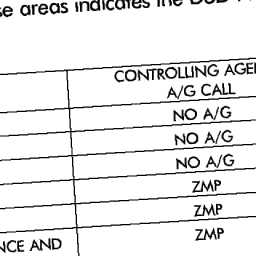 se areas indicates the DoD
CONTROLLING AGE
A/G CALL
NO A/G
NO A/G
NO A/G
ZMP
ZMP
NCE AND ZMP